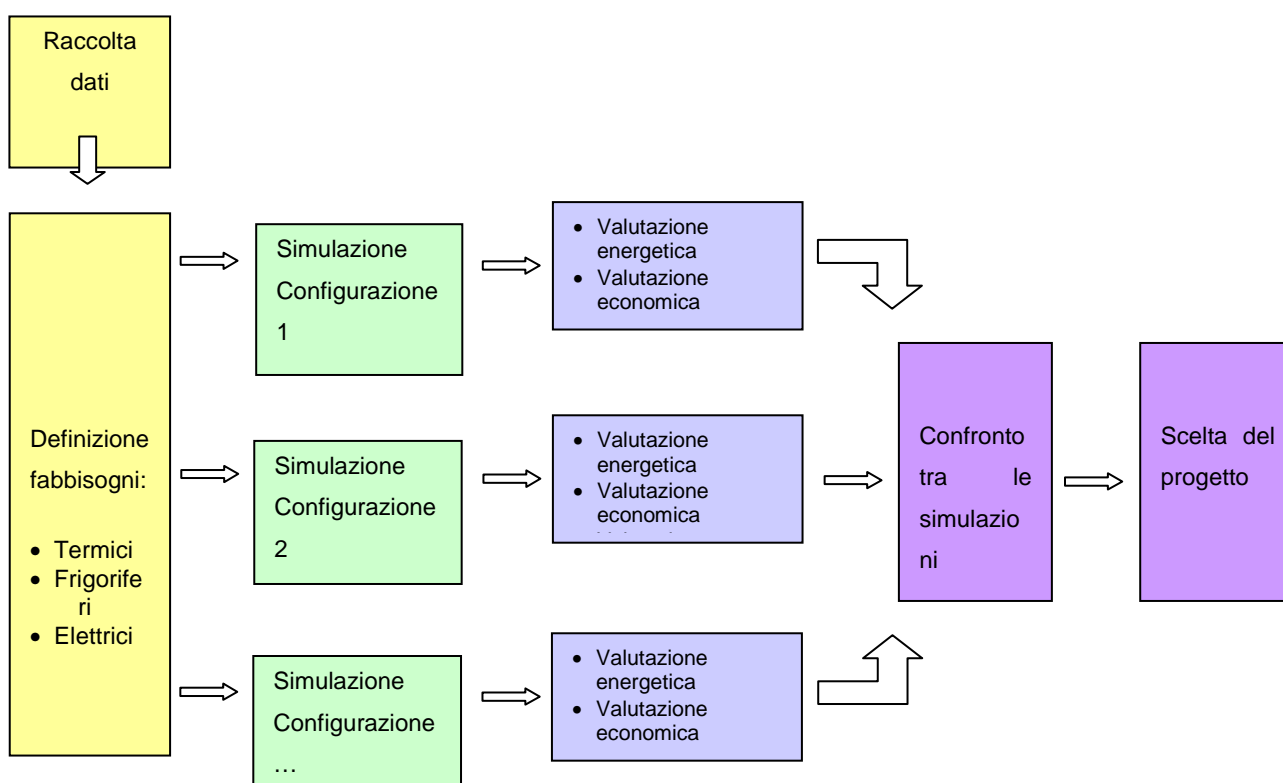 Raccolta
dati
Definizione
fabbisogni:
• Termici
• Frigorife
ri
• Elettrici
Simulazione
Configurazione
1
• Valutazione
energetica
• Valutazione
economica
Simulazione
Configurazione
2
• Valutazione
energetica
• Valutazione
economica
Simulazione
Configurazione
…
• Valutazione
energetica
• Valutazione
economica
Confronto
tra le
simulazio
ni
Scelta del
progetto